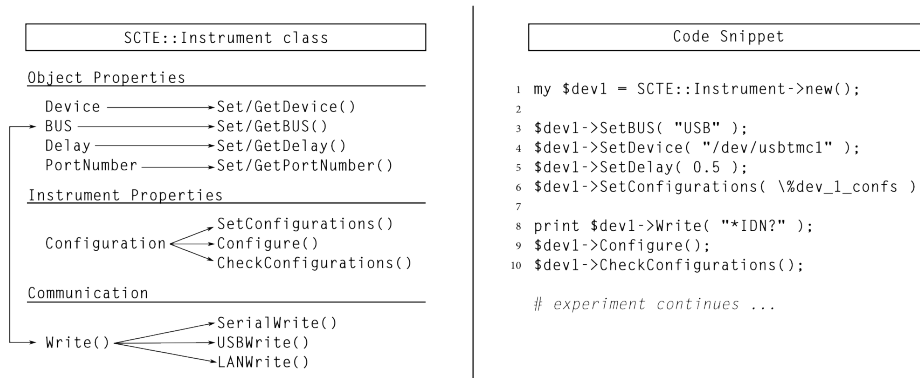 SCTE::Instrument class
Object Properties
Device Set/GetDevice()
BUS Set/GetBUS()
Delay Set/GetDelay()
PortNumber Set/GetPortNumber()
Instrument Properties
SetConfigurations()
Configuration Configure()
CheckConfigurations()
Communication
SerialWrite()
Write() USBWrite()
LANWrite()
Code Snippet
1 my $dev1 = SCTE::Instrument->new();
2
3 $dev1->SetBUS( "USB" );
4 $dev1->SetDevice( "/dev/usbtmc1" );
5 $dev1->SetDelay( 0.5 );
6 $dev1->SetConfigurations( \%dev_1_confs )
7
8 print $dev1->Write( "*IDN?" );
9 $dev1->Configure();
10 $dev1->CheckConfigurations();
# experiment continues ...